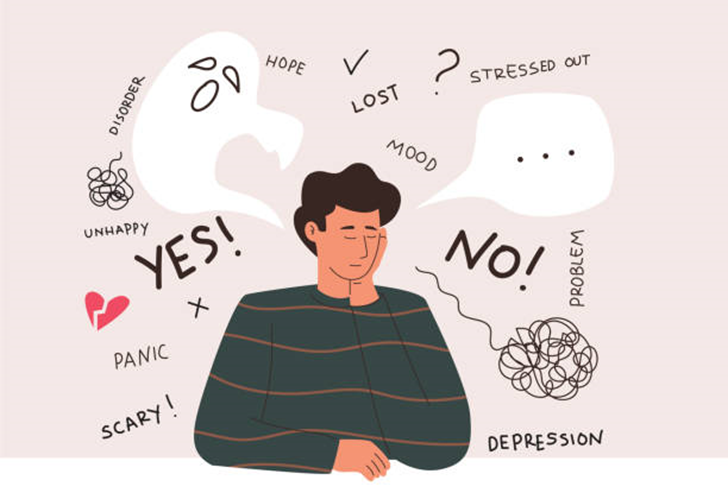 HOPE
✓
?
STRESSED OUT
LOST
DISORDER
MOOD
...
UNHAPPY
YES!
NO!
PROBLEM
x
PANIC
SCARY!
DEPRESSION